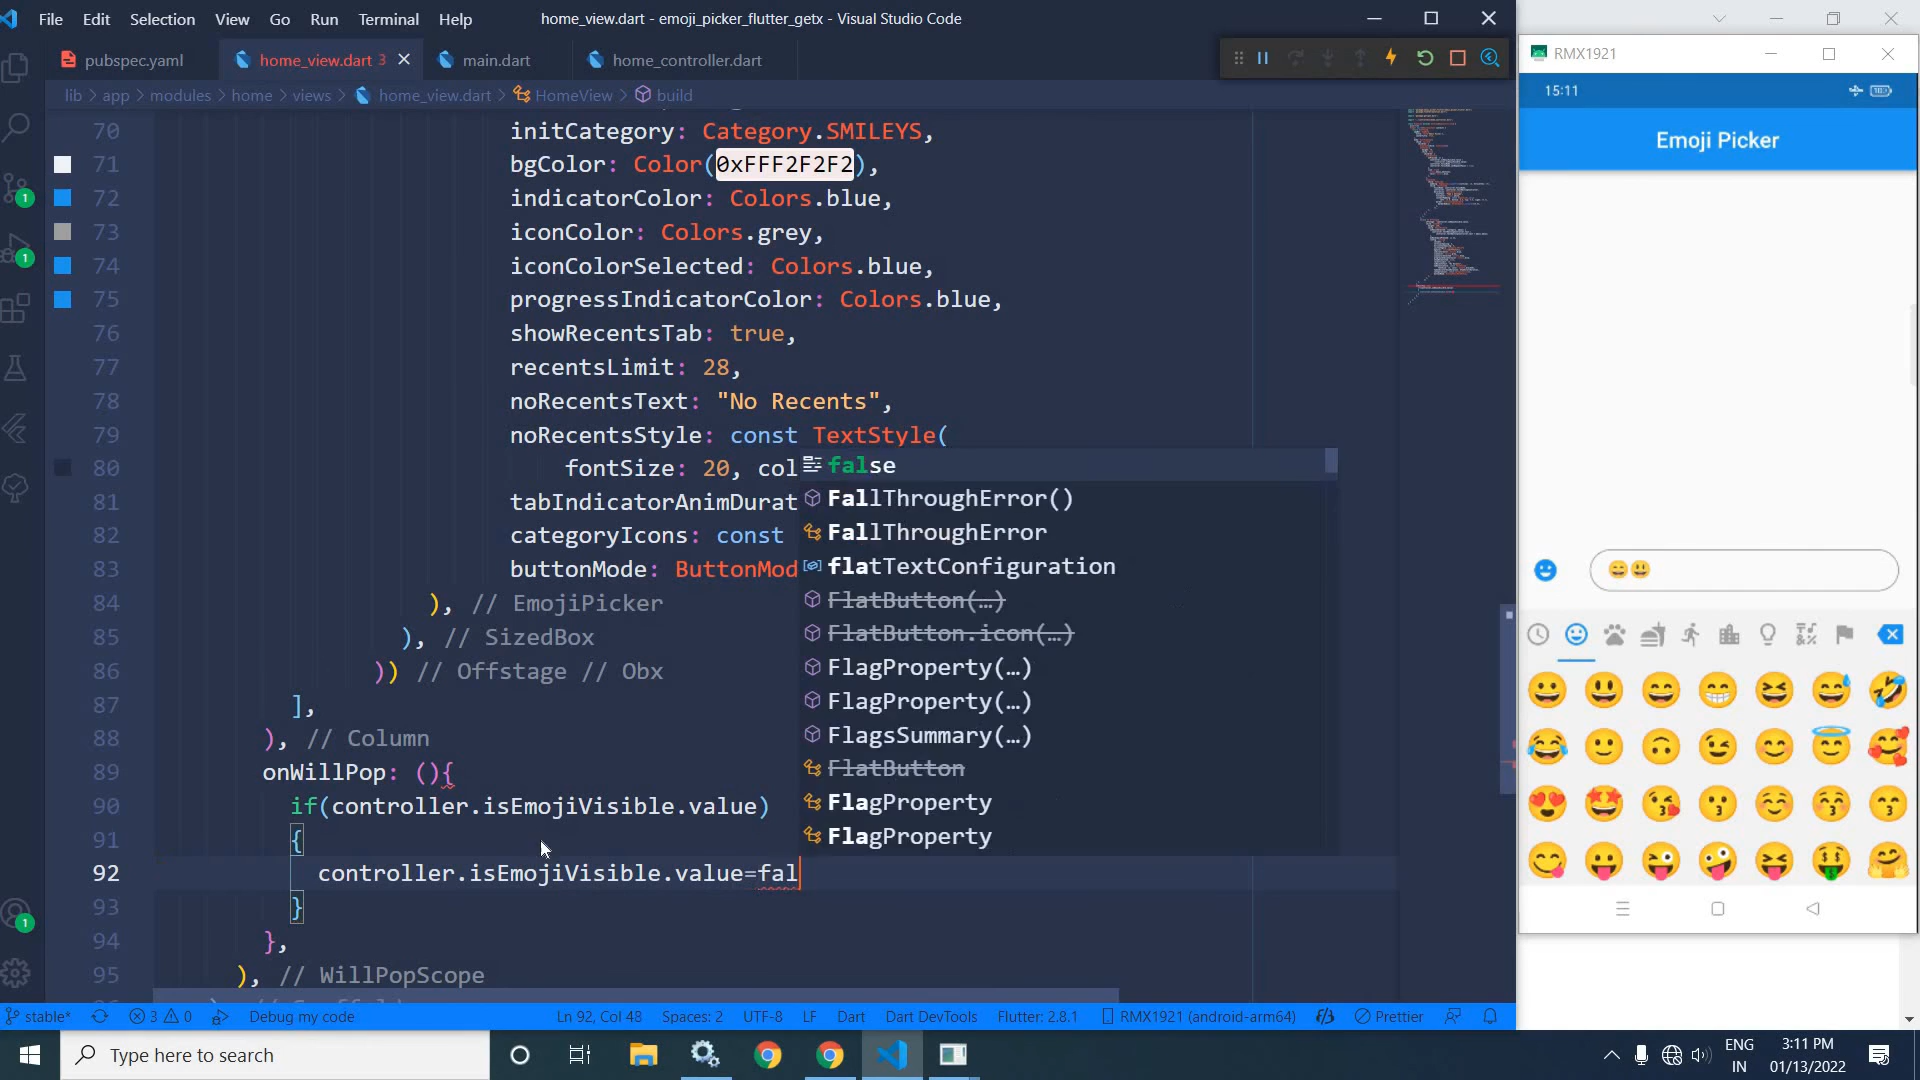 File Edit Selection View Go Run Terminal Help
home_view.dart - emoji_picker_flutter_getx - Visual Studio Code
pubspec.yaml
home_view.dart 3
main.dart
home_controller.dart
lib > app > modules > home > views > home_view.dart > HomeView > build
70 initCategory: Category.SMILEYS,
71 bgColor: Color(0xFFF2F2F2),
72 indicatorColor: Colors.blue,
73 iconColor: Colors.grey,
74 iconColorSelected: Colors.blue,
75 progressIndicatorColor: Colors.blue,
76 showRecentsTab: true,
77 recentsLimit: 28,
78 noRecentsText: "No Recents",
79 noRecentsStyle: const TextStyle(
80 fontSize: 20, col
81 tabIndicatorAnimDurat
82 categoryIcons: const
83 buttonMode: ButtonMod
84 ), // EmojiPicker
85 ), // SizedBox
86 )) // Offstage // Obx
87 ],
88 ), // Column
89 onWillPop: (){
90 if(controller.isEmojiVisible.value)
91 {
92 controller.isEmojiVisible.value=fal
93 }
94 },
95 ), // WillPopScope
false
FallThroughError()
FallThroughError
flatTextConfiguration
FlatButton(…)
FlatButton.icon(…)
FlagProperty(…)
FlagProperty(…)
FlagsSummary(…)
FlatButton
FlagProperty
FlagProperty
1
1
1
stable*
3 0
Debug my code
Ln 92, Col 48
Spaces: 2
UTF-8
LF
Dart
Dart DevTools
Flutter: 2.8.1
RMX1921 (android-arm64)
Prettier
RMX1921
15:11
Emoji Picker
😄😃
Type here to search
ENG
IN
3:11 PM
01/13/2022